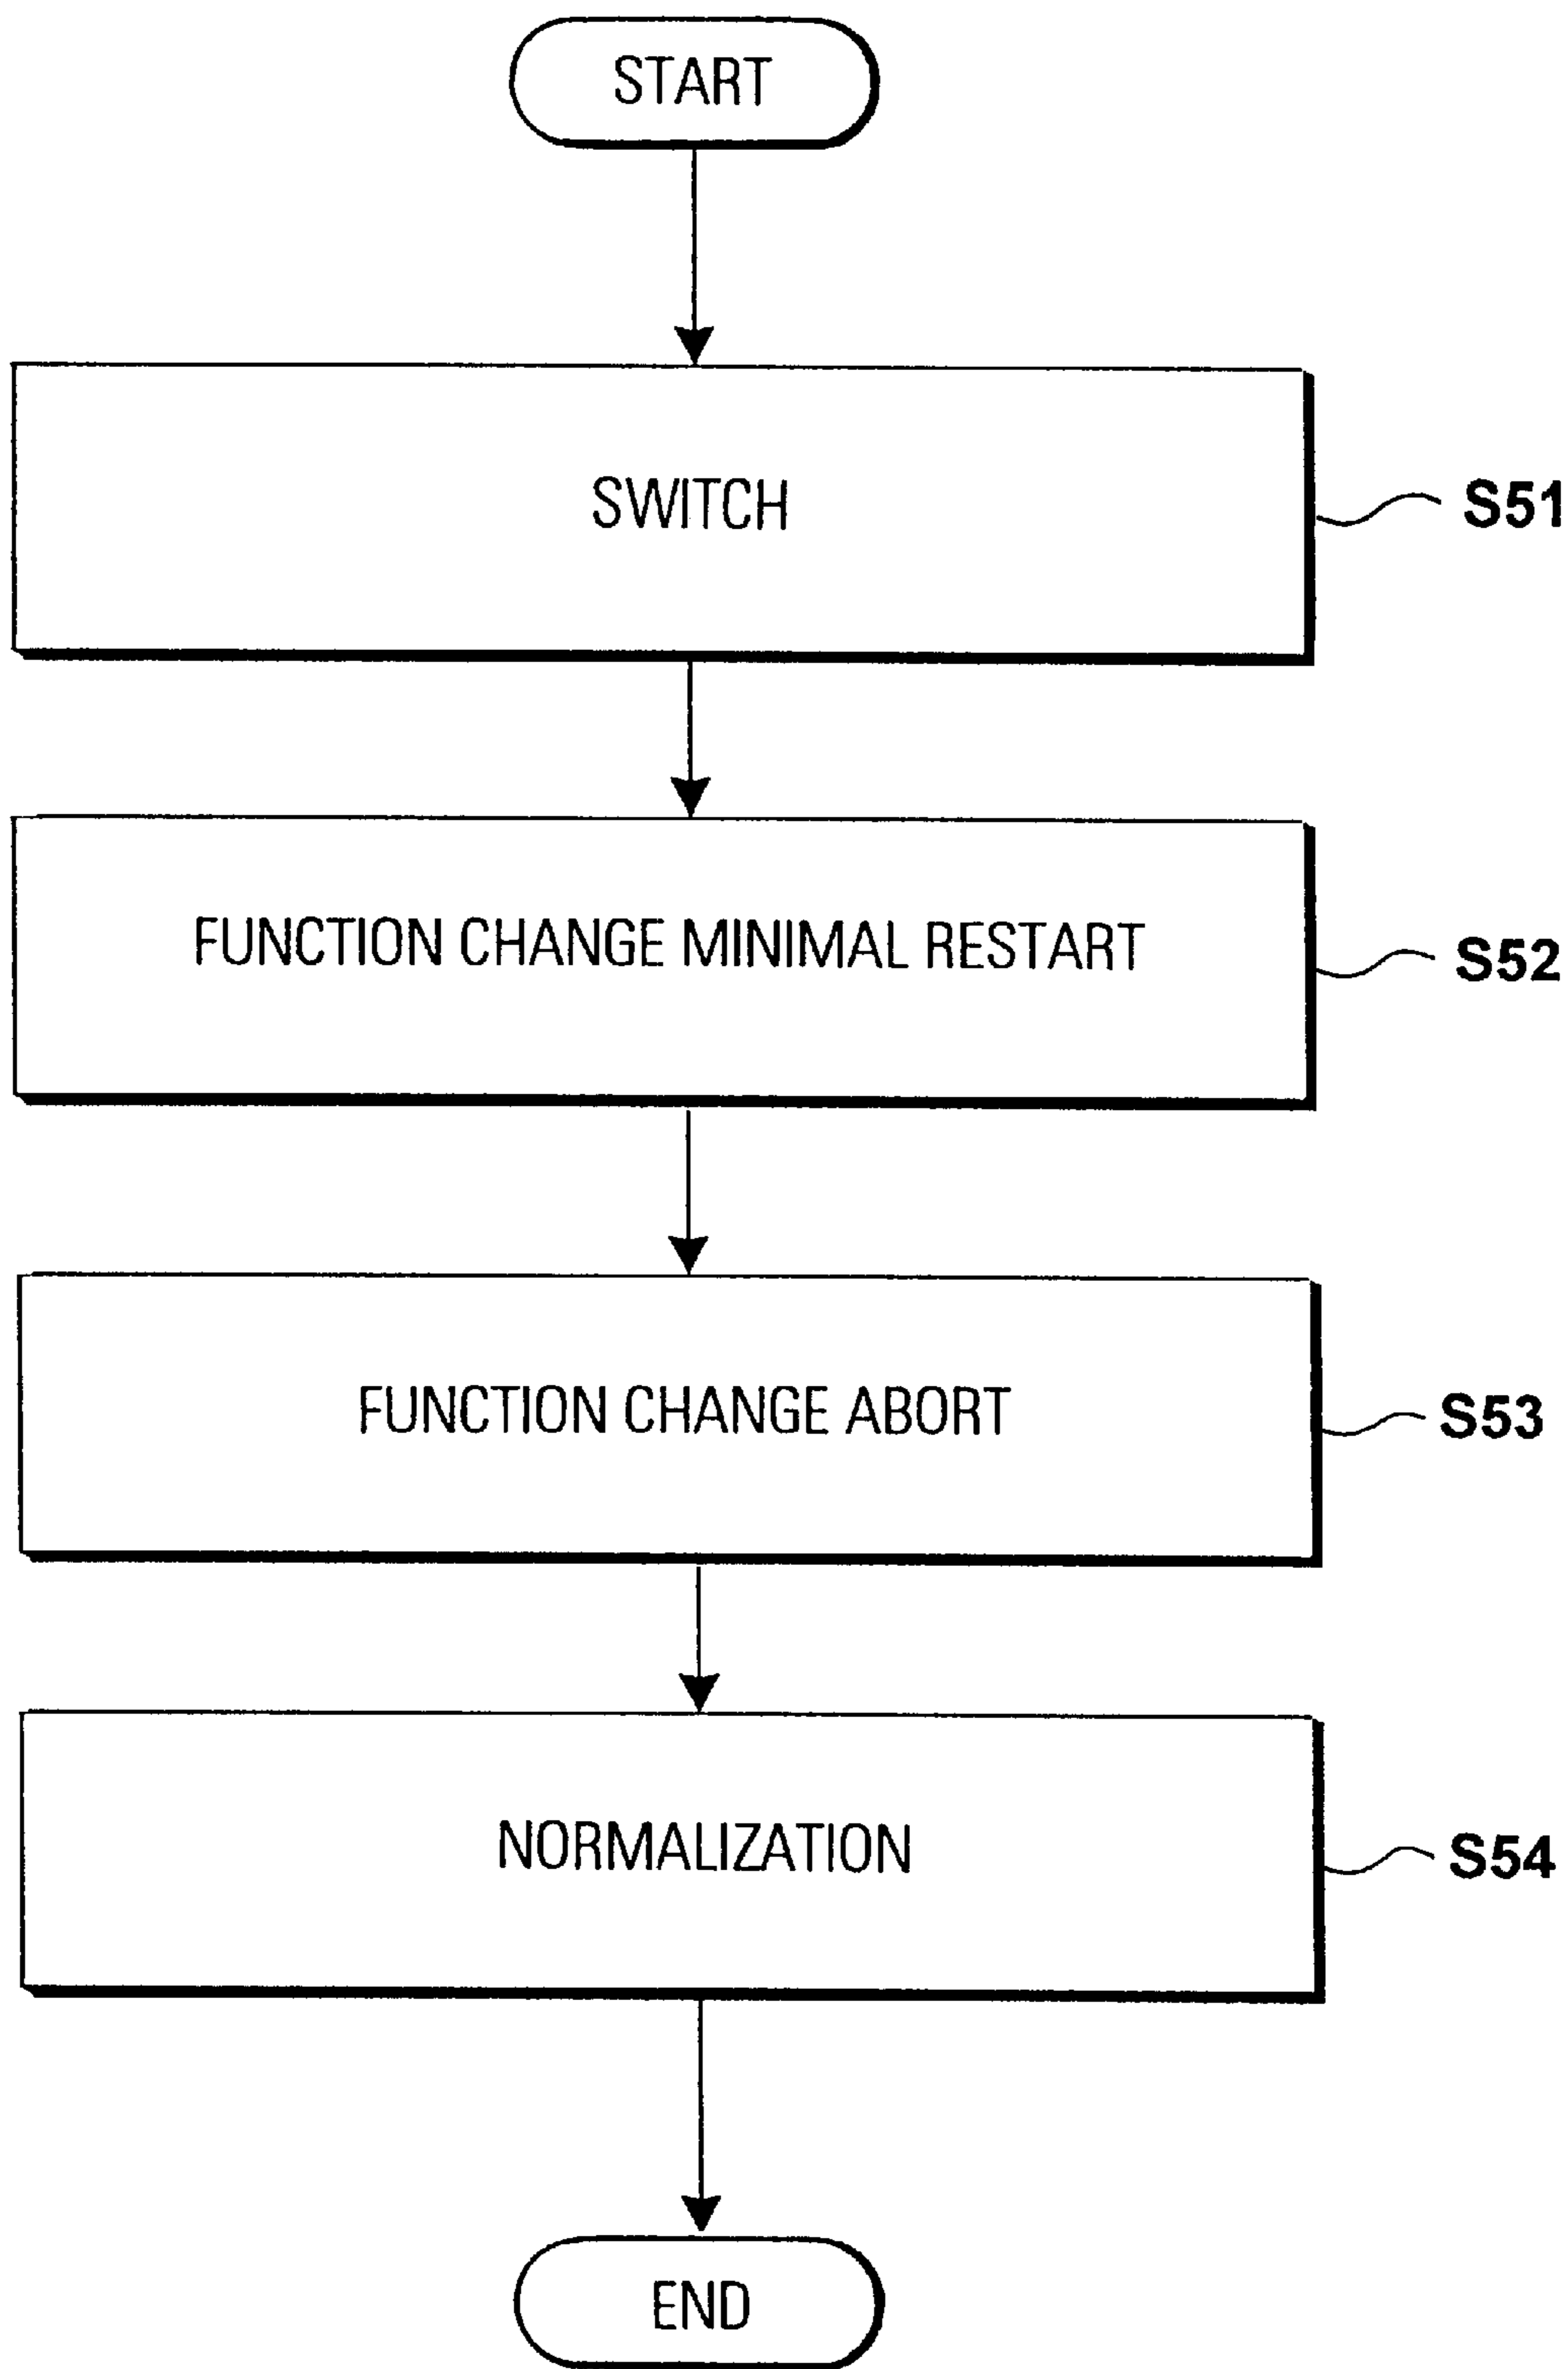 START
SWITCH
S51
FUNCTION CHANGE MINIMAL RESTART
S52
FUNCTION CHANGE ABORT
S53
NORMALIZATION
S54
END